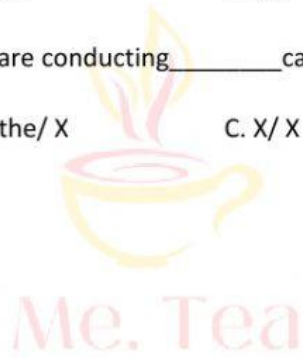 are conducting________ca
the/ X C. X/ X
Me. Tea